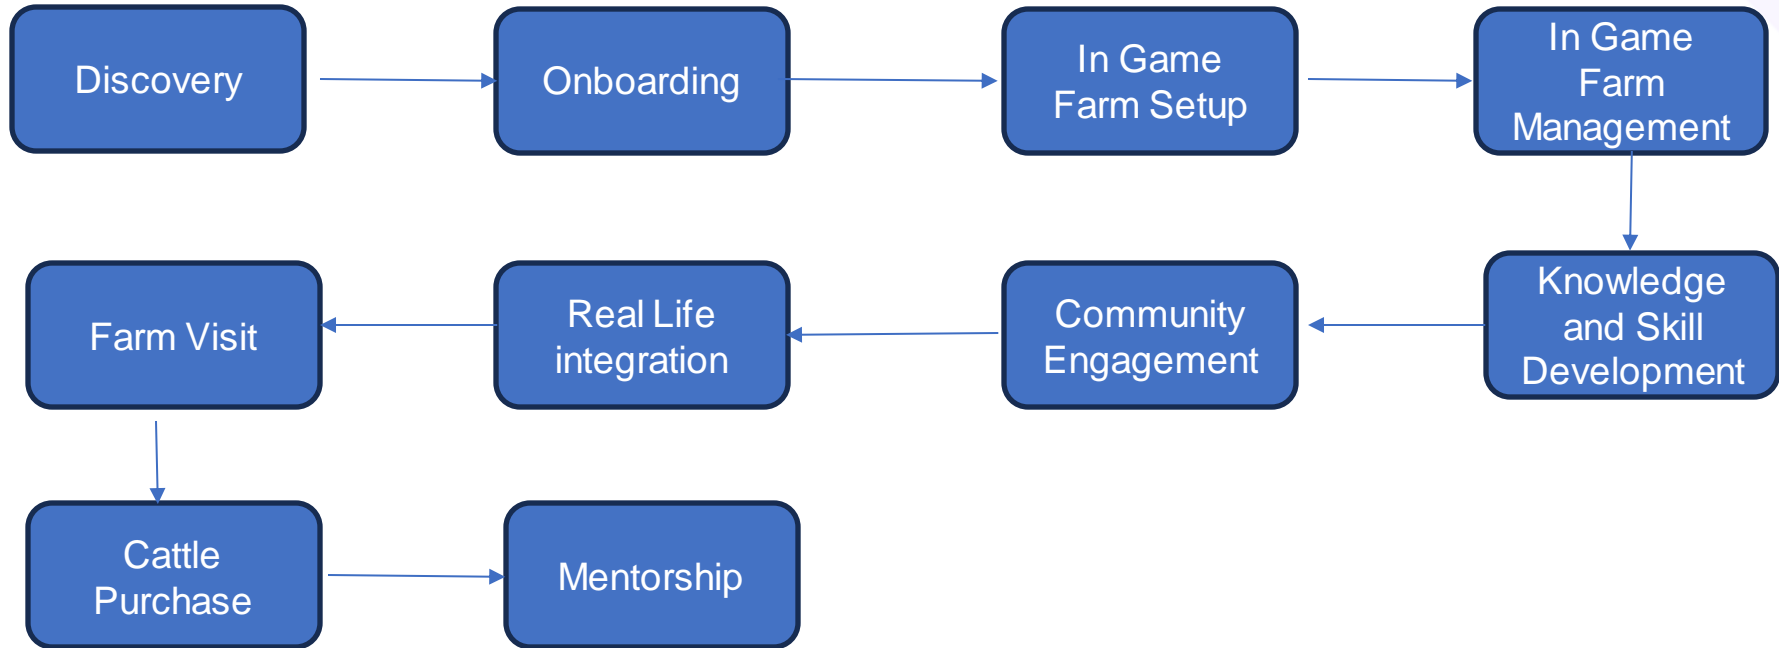 Discovery
Onboarding
In Game
Farm Setup
In Game
Farm
Management
Knowledge
and Skill
Development
Community
Engagement
Real Life
integration
Farm Visit
Cattle
Purchase
Mentorship